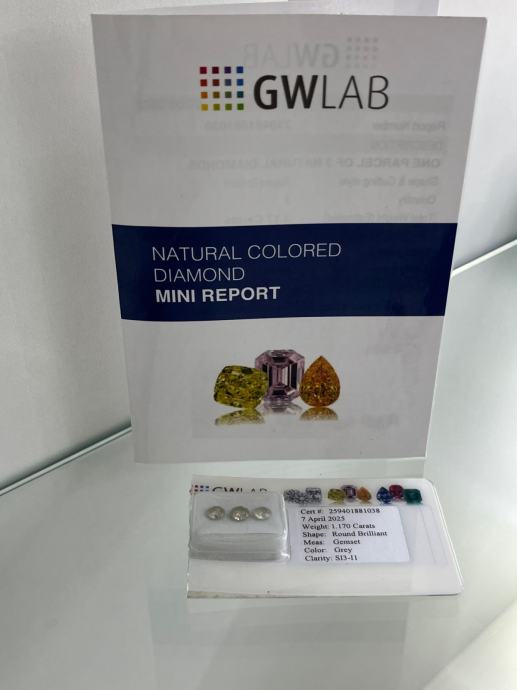 GWLAB
NATURAL COLORED
DIAMOND
MINI REPORT
Cert #: 259401881038
7 April 2025
Weight: 1.170 Carats
Shape: Round Brilliant
Meas: Gemset
Color: Grey
Clarity: SI3-I1